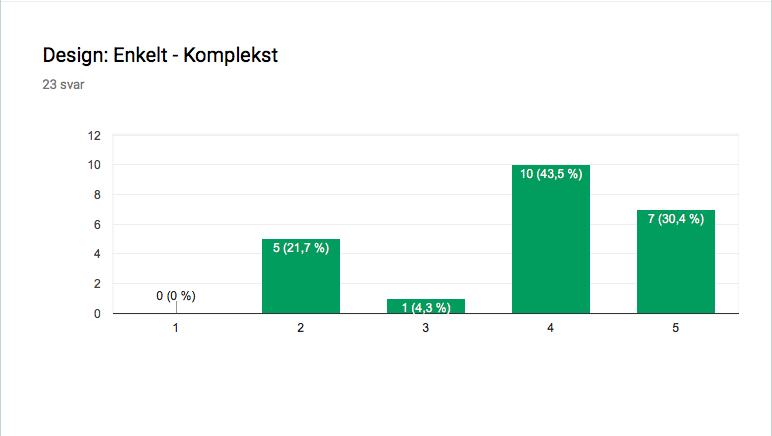 Design: Enkelt - Komplekst
23 svar
12
10
8
6
4
2
0
0 (0 %)
5 (21,7 %)
1 (4,3 %)
10 (43,5 %)
7 (30,4 %)
1 2 3 4 5